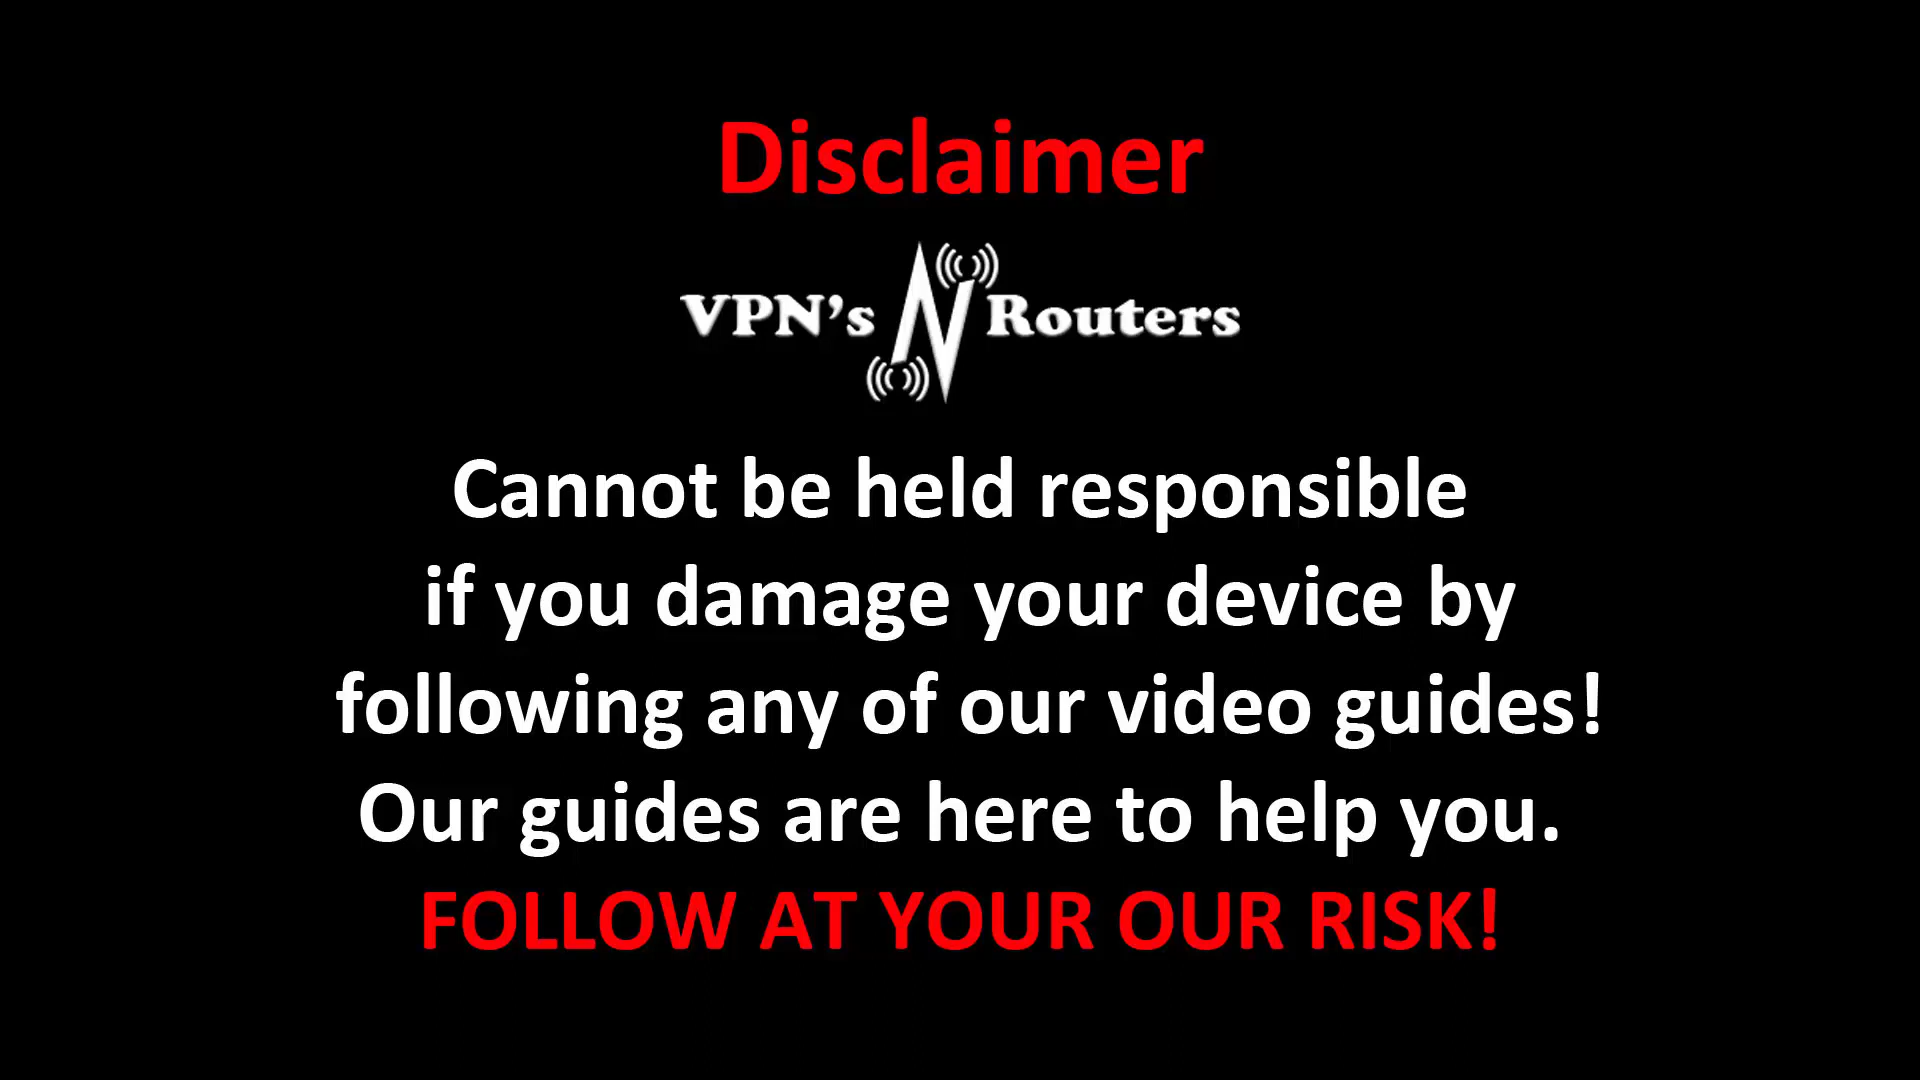 Disclaimer
VPN's N Routers
Cannot be held responsible
if you damage your device by
following any of our video guides!
Our guides are here to help you.
FOLLOW AT YOUR OUR RISK!